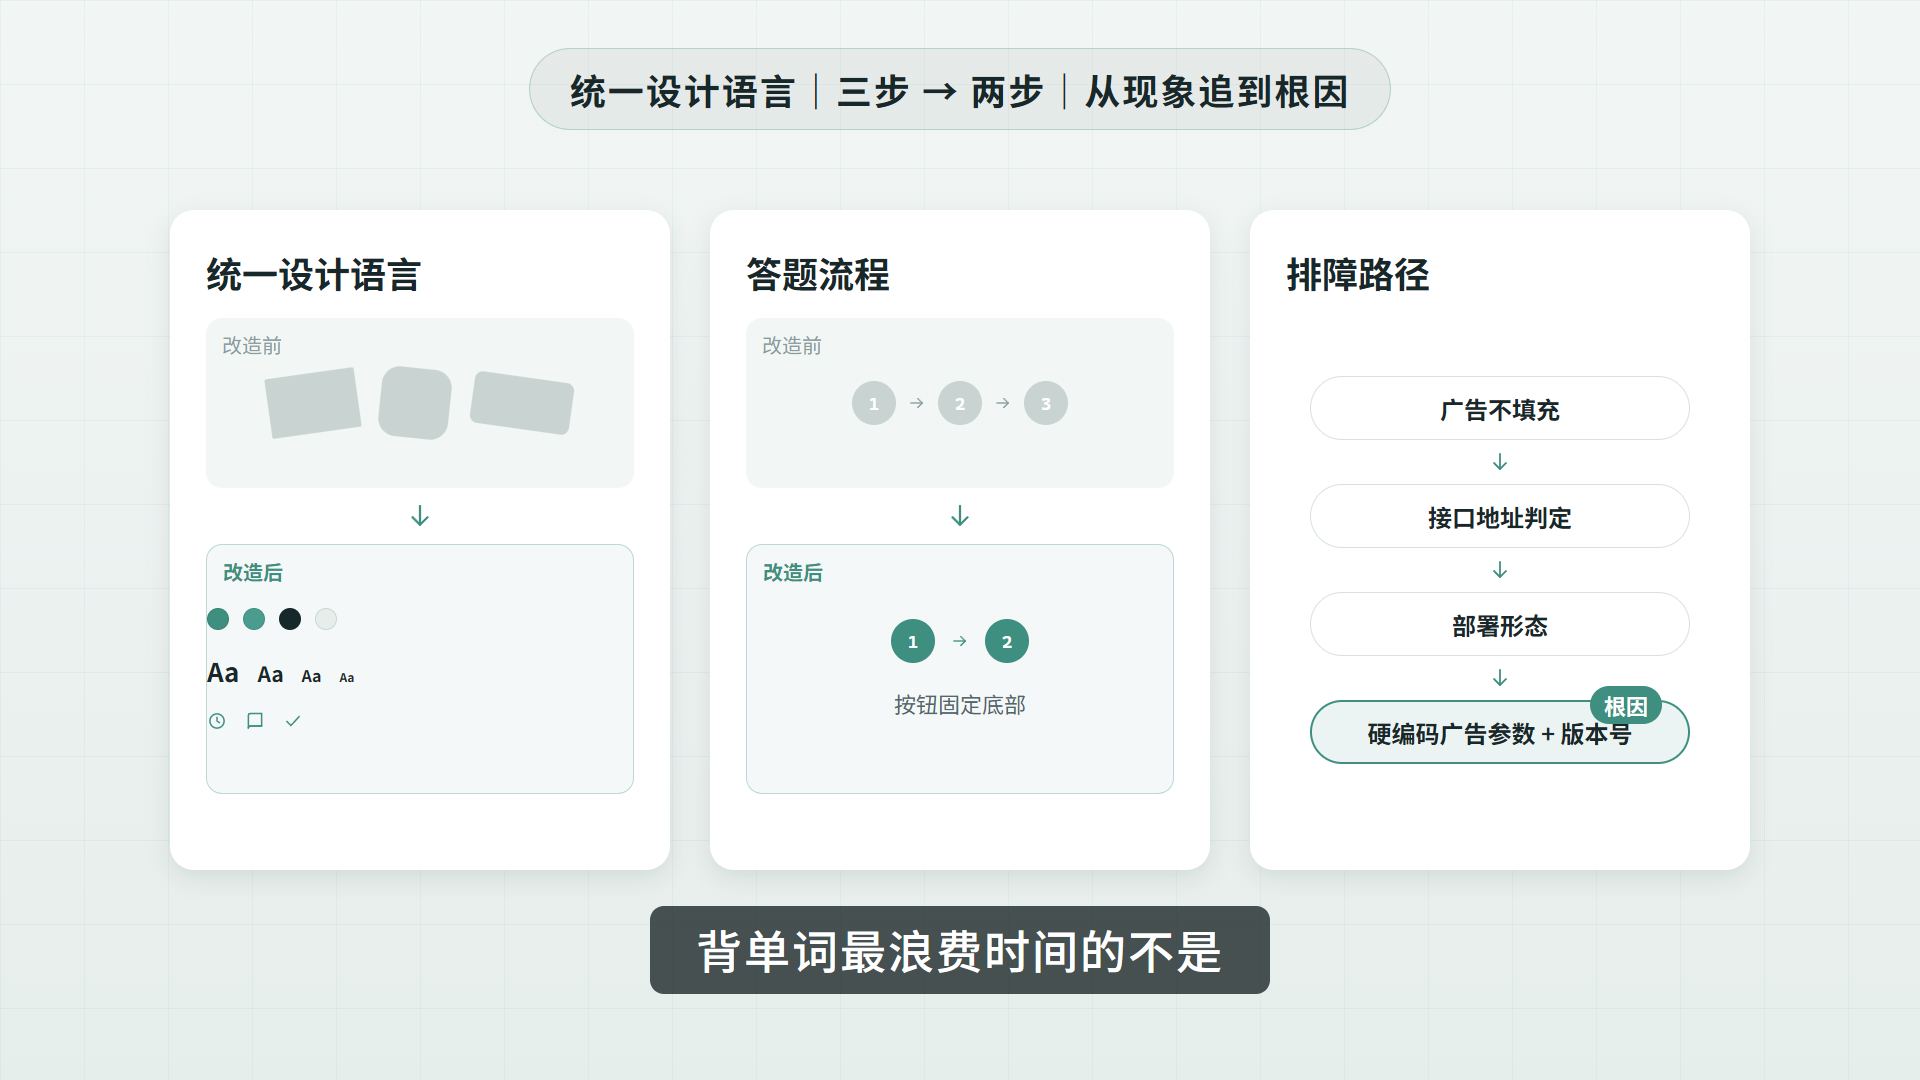 统一设计语言｜三步 → 两步｜从现象追到根因
统一设计语言
改造前
改造后
Aa Aa Aa Aa
答题流程
改造前
1 → 2 → 3
改造后
1 → 2
按钮固定底部
排障路径
广告不填充
接口地址判定
部署形态
根因
硬编码广告参数 + 版本号
背单词最浪费时间的不是